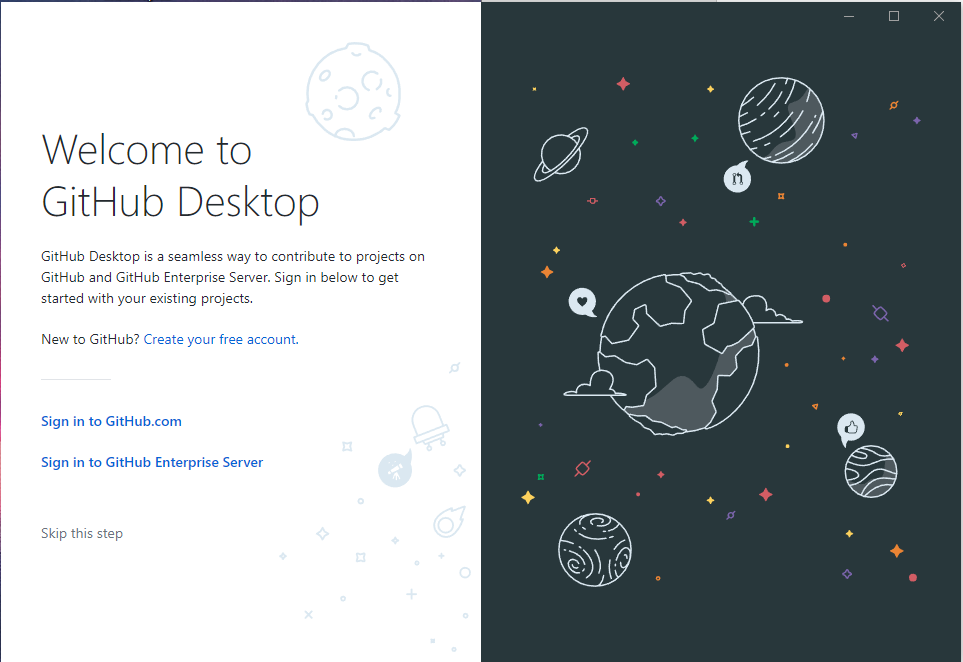 Welcome to
GitHub Desktop
GitHub Desktop is a seamless way to contribute to projects on
GitHub and GitHub Enterprise Server. Sign in below to get
started with your existing projects.
New to GitHub? Create your free account.
Sign in to GitHub.com
Sign in to GitHub Enterprise Server
Skip this step